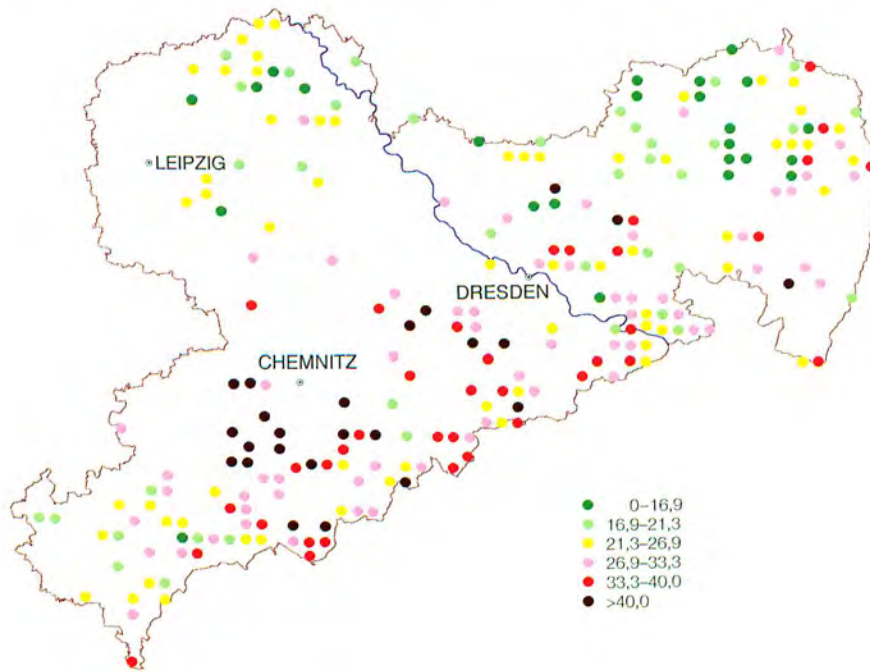 LEIPZIG
DRESDEN
CHEMNITZ
0–16,9
16,9–21,3
21,3–26,9
26,9–33,3
33,3–40,0
>40,0